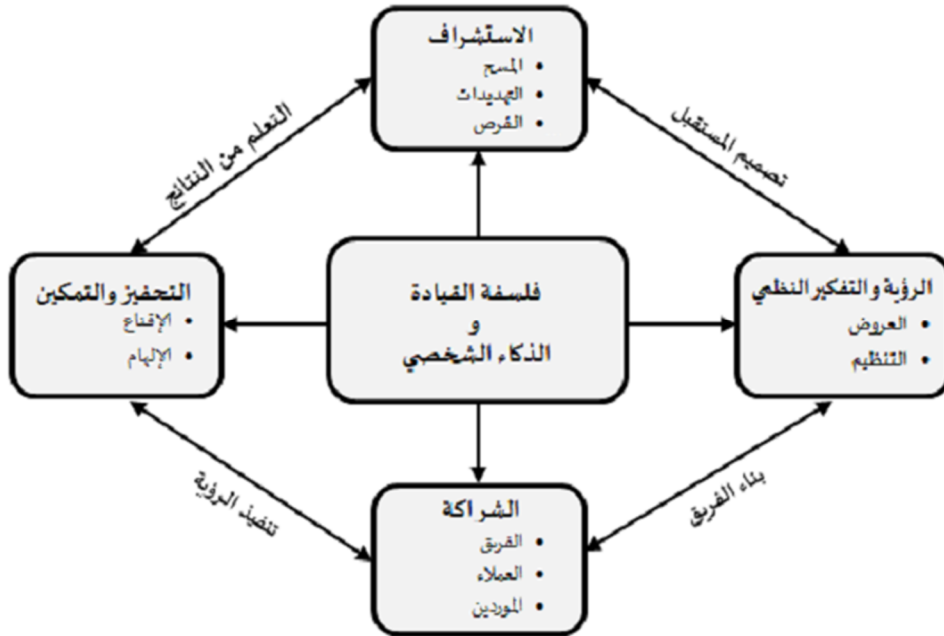 الاستشراف
• المسح
• التهديدات
• الفرص
تصميم المستقبل
التعلم من النتائج
الرؤية والتفكير النظمي
• العروض
• التنظيم
فلسفة القيادة
و
الذكاء الشخصي
التحفيز والتمكين
• الإقناع
• الإلهام
بناء الفريق
تنفيذ الرؤية
الشراكة
• الفريق
• العملاء
• الموردين